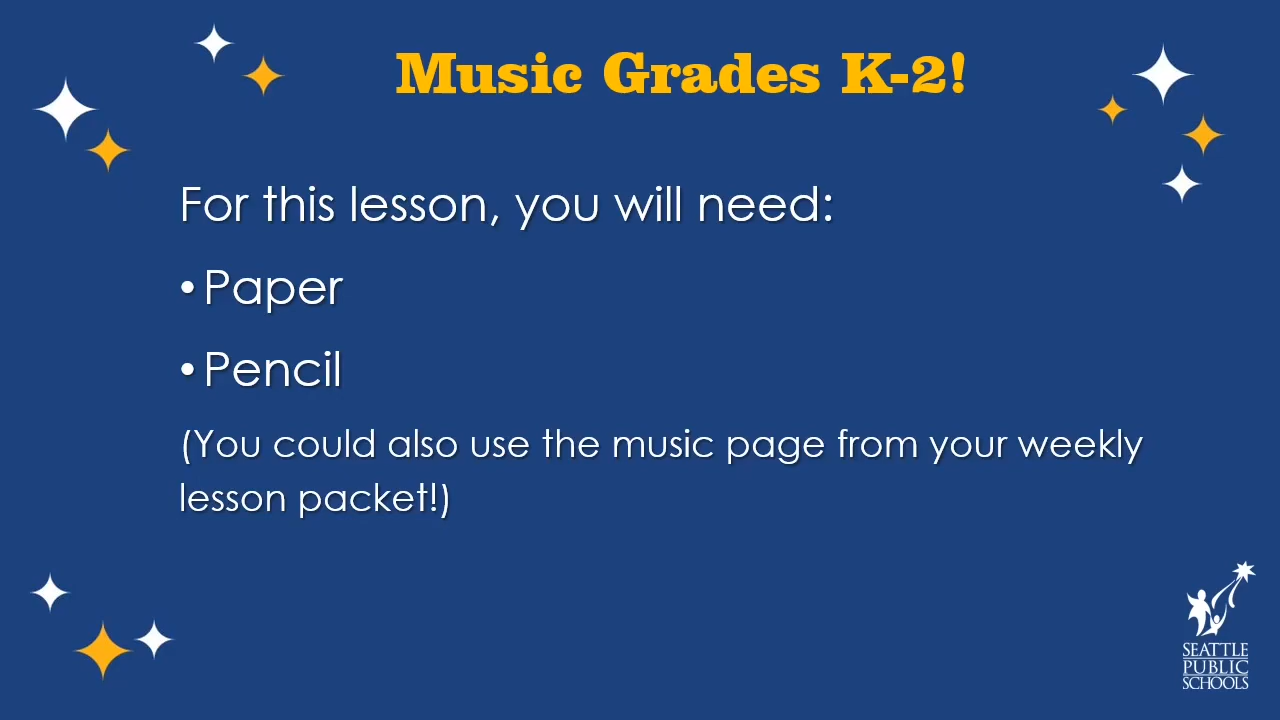 Music Grades K-2!
For this lesson, you will need:
• Paper
• Pencil
(You could also use the music page from your weekly
lesson packet!)
SEATTLE
PUBLIC
SCHOOLS